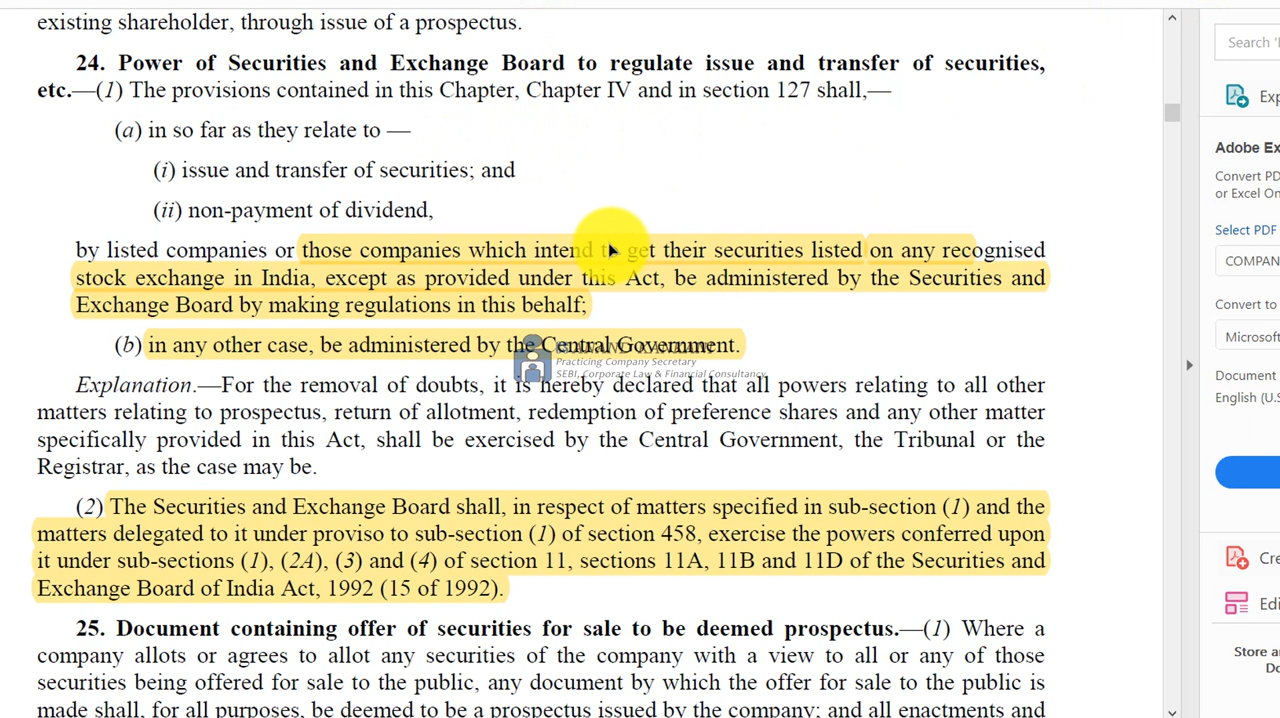 existing shareholder, through issue of a prospectus.
24. Power of Securities and Exchange Board to regulate issue and transfer of securities,
etc.—(1) The provisions contained in this Chapter, Chapter IV and in section 127 shall,—
(a) in so far as they relate to —
(i) issue and transfer of securities; and
(ii) non-payment of dividend,
by listed companies or those companies which intend to get their securities listed on any recognised
stock exchange in India, except as provided under this Act, be administered by the Securities and
Exchange Board by making regulations in this behalf;
(b) in any other case, be administered by the Central Government.
Practicing Company Secretary
SEBI, Corporate Law & Financial Consultancy
Explanation.—For the removal of doubts, it is hereby declared that all powers relating to all other
matters relating to prospectus, return of allotment, redemption of preference shares and any other matter
specifically provided in this Act, shall be exercised by the Central Government, the Tribunal or the
Registrar, as the case may be.
(2) The Securities and Exchange Board shall, in respect of matters specified in sub-section (1) and the
matters delegated to it under proviso to sub-section (1) of section 458, exercise the powers conferred upon
it under sub-sections (1), (2A), (3) and (4) of section 11, sections 11A, 11B and 11D of the Securities and
Exchange Board of India Act, 1992 (15 of 1992).
25. Document containing offer of securities for sale to be deemed prospectus.—(1) Where a
company allots or agrees to allot any securities of the company with a view to all or any of those
securities being offered for sale to the public, any document by which the offer for sale to the public is
made shall, for all purposes, be deemed to be a prospectus issued by the company; and all enactments and
Search
Adobe Ex
Convert PD
or Excel On
Select PDF
COMPAN
Convert to
Microsoft
Document
English (U.S
Edi
Store a